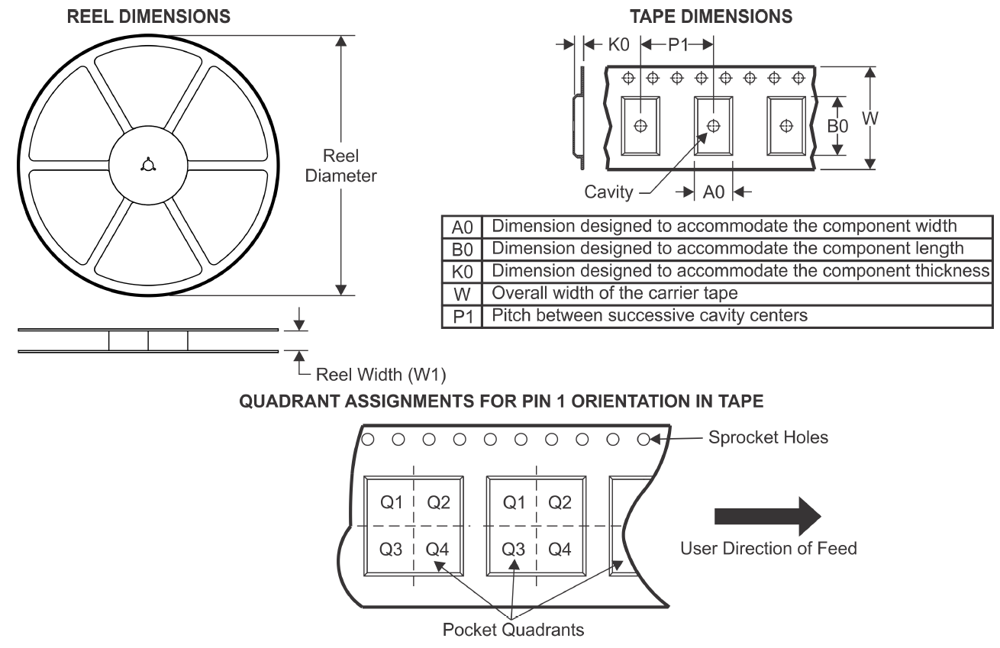 REEL DIMENSIONS
Reel
Diameter
Reel Width (W1)
TAPE DIMENSIONS
K0
P1
B0
W
Cavity
A0
A0 Dimension designed to accommodate the component width
B0 Dimension designed to accommodate the component length
K0 Dimension designed to accommodate the component thickness
W Overall width of the carrier tape
P1 Pitch between successive cavity centers
QUADRANT ASSIGNMENTS FOR PIN 1 ORIENTATION IN TAPE
Sprocket Holes
Q1 Q2 Q1 Q2
Q3 Q4 Q3 Q4
User Direction of Feed
Pocket Quadrants